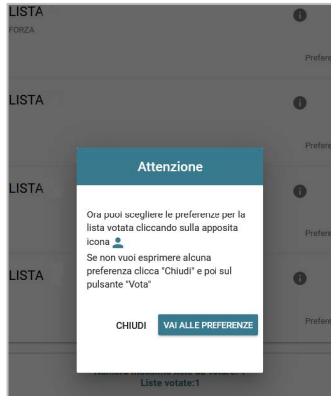 LISTA
FORZA
Prefere
LISTA
Prefere
Attenzione
LISTA
Ora puoi scegliere le preferenze per la
lista votata cliccando sulla apposita
icona
Prefere
Se non vuoi esprimere alcuna
preferenza clicca "Chiudi" e poi sul
pulsante "Vota"
LISTA
CHIUDI VAI ALLE PREFERENZE
Prefere
Liste votate:1